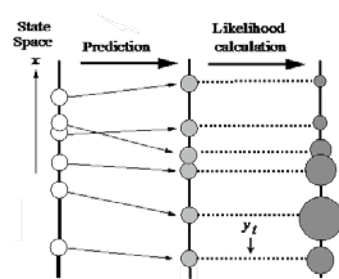 State
Space
x
Prediction
Likelihood
calculation
y_t